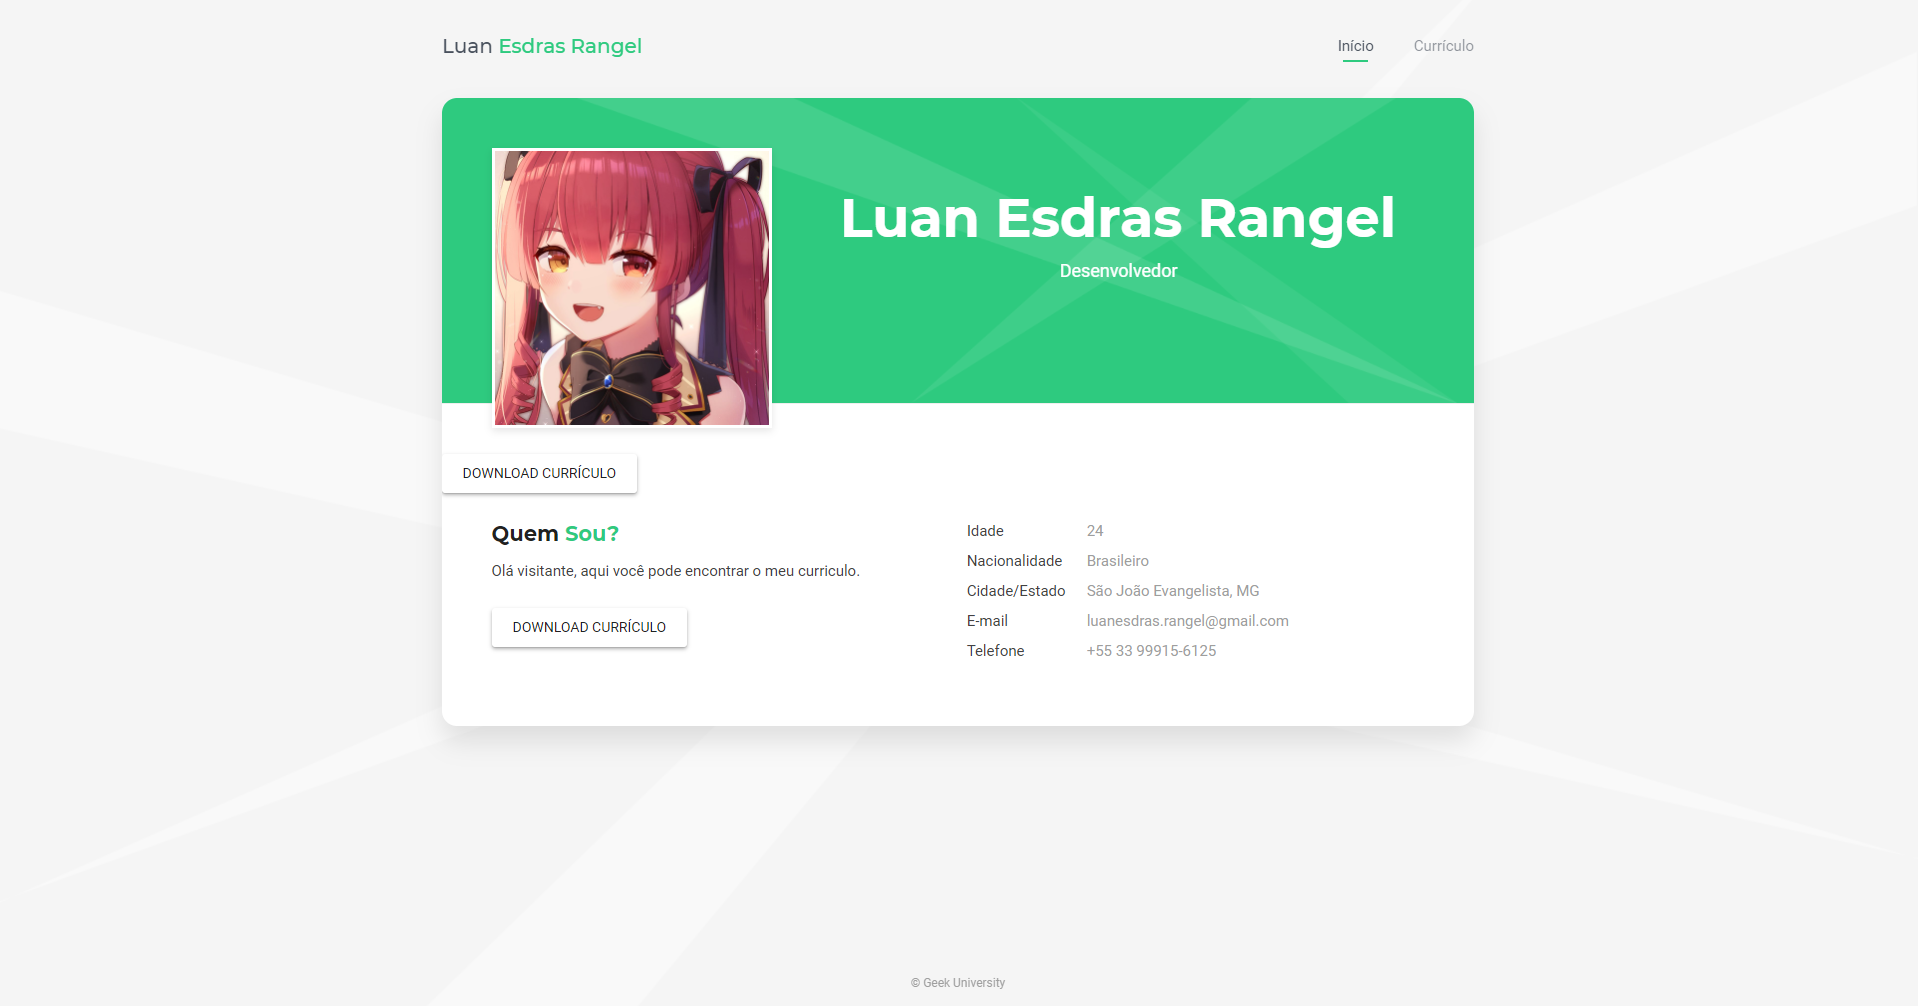 Luan Esdras Rangel
Início Currículo
Luan Esdras Rangel
Desenvolvedor
DOWNLOAD CURRÍCULO
Quem Sou?
Olá visitante, aqui você pode encontrar o meu curriculo.
DOWNLOAD CURRÍCULO
Idade 24
Nacionalidade Brasileiro
Cidade/Estado São João Evangelista, MG
E-mail luanesdras.rangel@gmail.com
Telefone +55 33 99915-6125
© Geek University